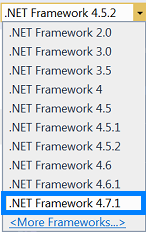 .NET Framework 4.5.2
.NET Framework 2.0
.NET Framework 3.0
.NET Framework 3.5
.NET Framework 4
.NET Framework 4.5
.NET Framework 4.5.1
.NET Framework 4.5.2
.NET Framework 4.6
.NET Framework 4.6.1
.NET Framework 4.7.1
<More Frameworks...>